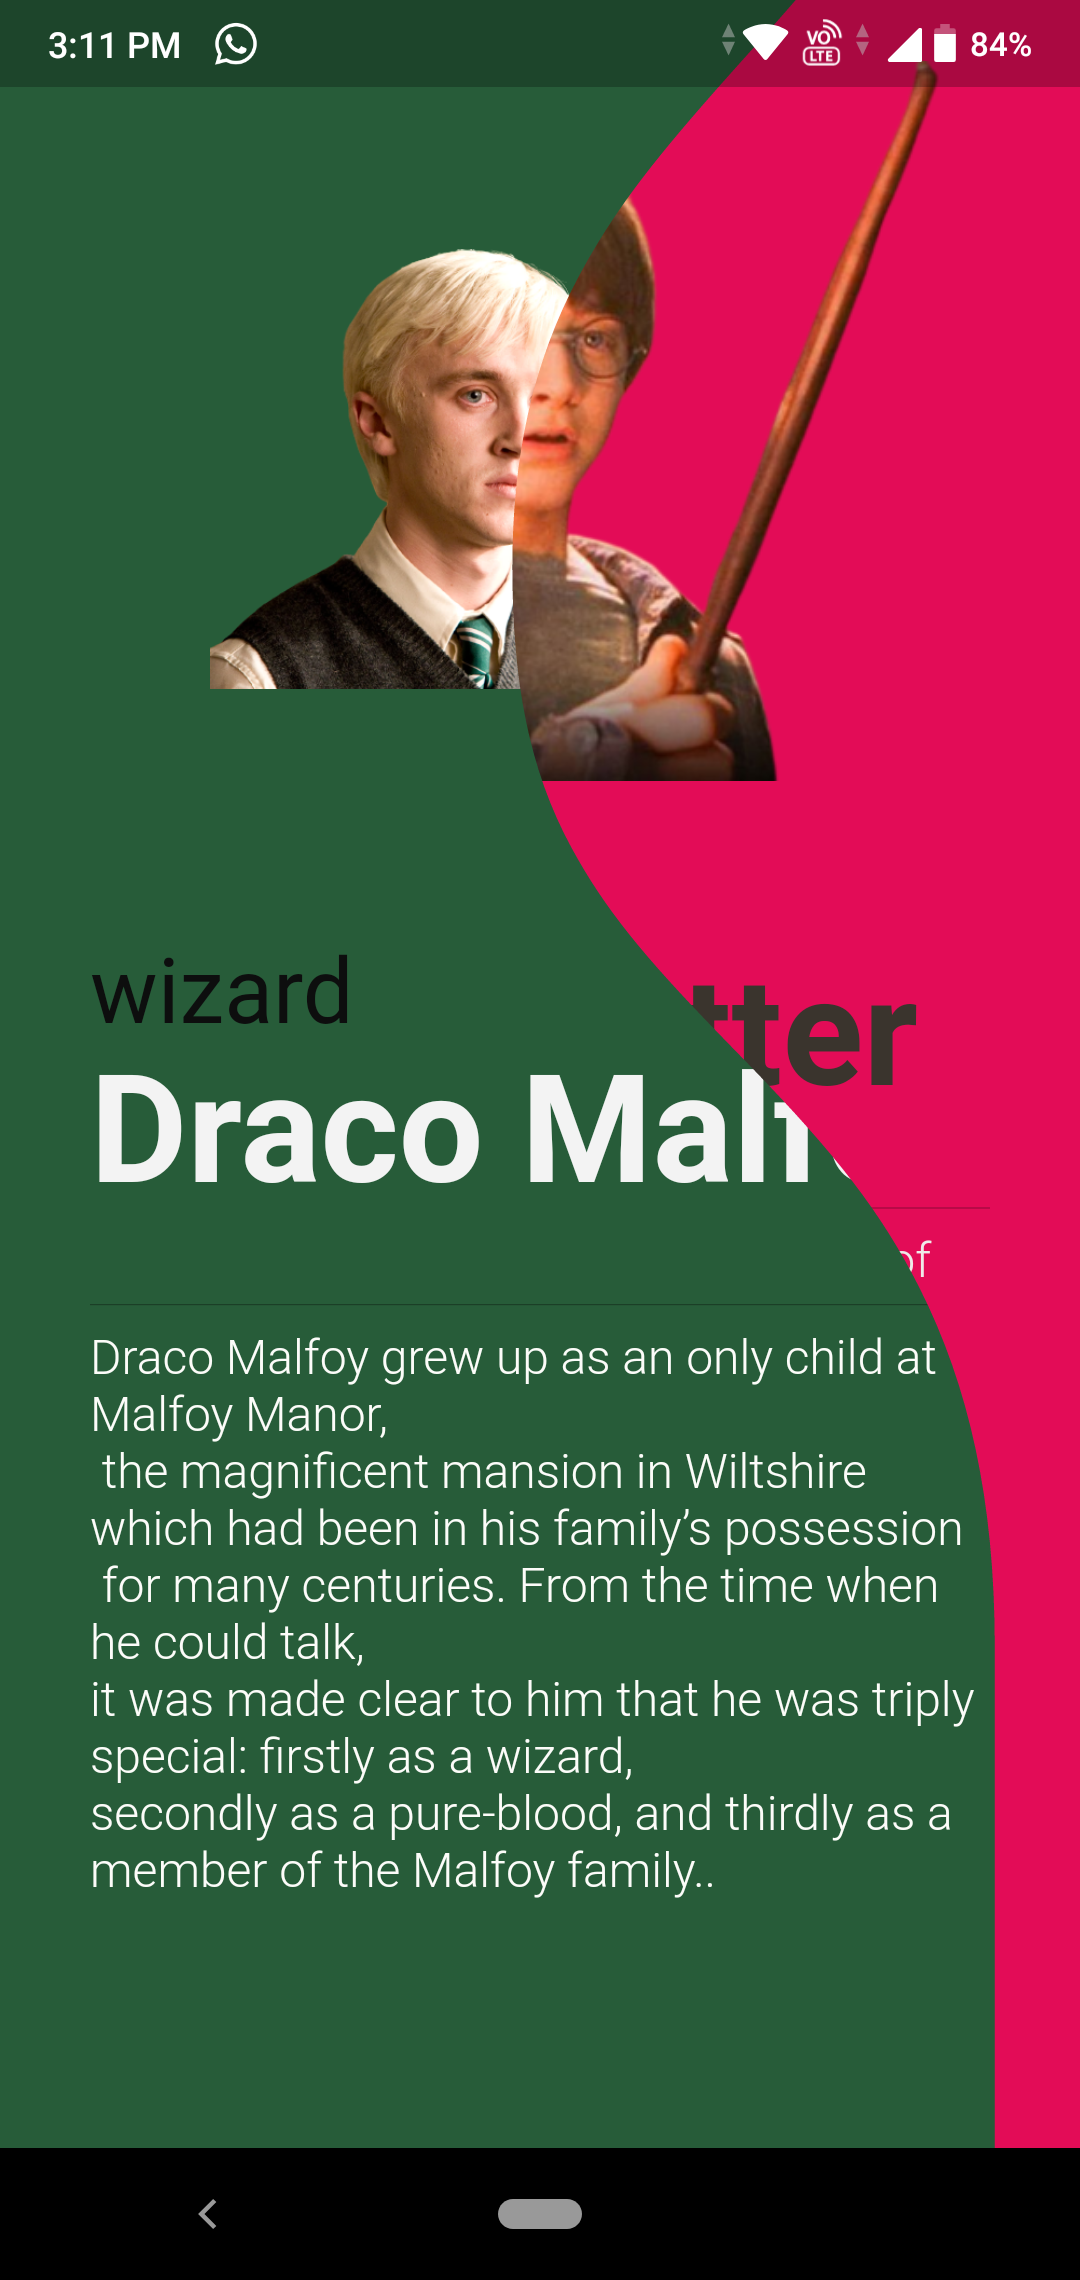 3:11 PM
VO LTE
84%
wizard
tter
Draco Malf
of
Draco Malfoy grew up as an only child at
Malfoy Manor,
the magnificent mansion in Wiltshire
which had been in his family’s possession
for many centuries. From the time when
he could talk,
it was made clear to him that he was triply
special: firstly as a wizard,
secondly as a pure-blood, and thirdly as a
member of the Malfoy family..